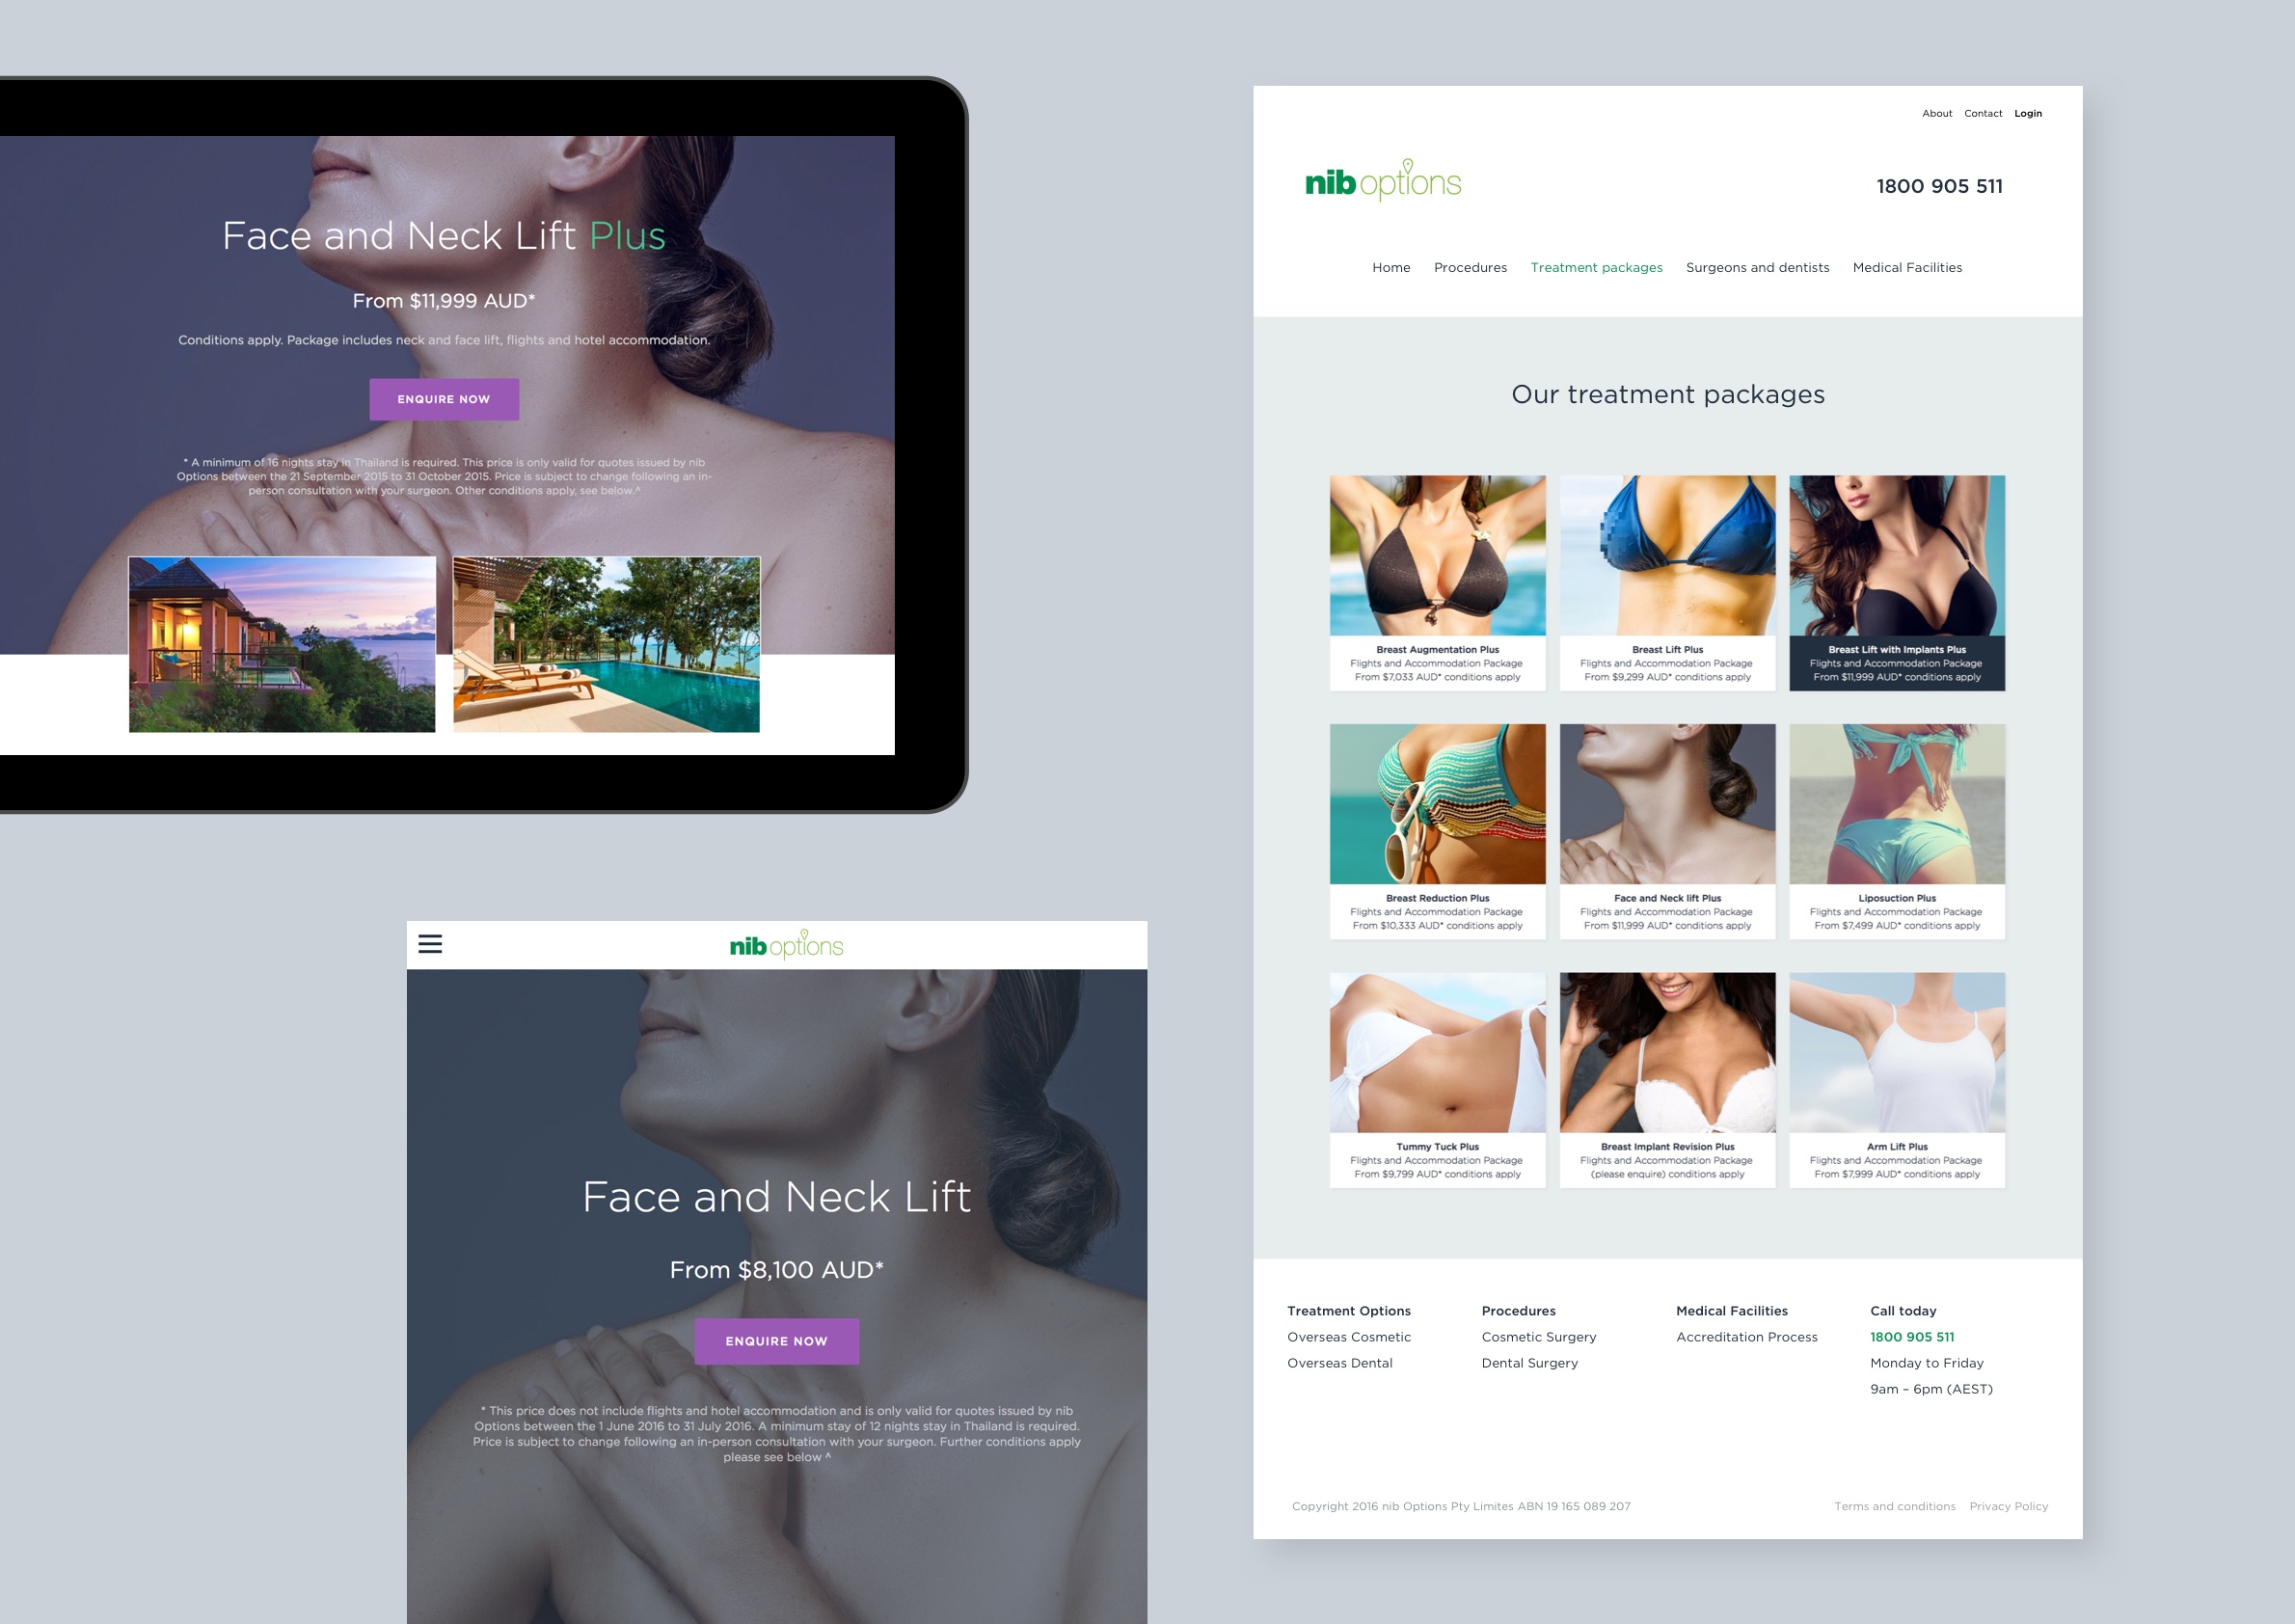 Face and Neck Lift Plus
From $11,999 AUD*
Conditions apply. Package includes neck and face lift, flights and hotel accommodation.
ENQUIRE NOW
* A minimum of 16 nights stay in Thailand is required. This price is only valid for quotes issued by nib
Options between the 21 September 2015 to 31 October 2015. Price is subject to change following an in-
person consultation with your surgeon. Other conditions apply, see below.^
nib options
Face and Neck Lift
From $8,100 AUD*
ENQUIRE NOW
* This price does not include flights and hotel accommodation and is only valid for quotes issued by nib
Options between the 1 June 2016 to 31 July 2016. A minimum stay of 12 nights stay in Thailand is required.
Price is subject to change following an in-person consultation with your surgeon. Further conditions apply
please see below ^
About Contact Login
nib options
1800 905 511
Home Procedures Treatment packages Surgeons and dentists Medical Facilities
Our treatment packages
Breast Augmentation Plus
Flights and Accommodation Package
From $7,033 AUD* conditions apply
Breast Lift Plus
Flights and Accommodation Package
From $9,299 AUD* conditions apply
Breast Lift with Implants Plus
Flights and Accommodation Package
From $11,999 AUD* conditions apply
Breast Reduction Plus
Flights and Accommodation Package
From $10,333 AUD* conditions apply
Face and Neck lift Plus
Flights and Accommodation Package
From $11,999 AUD* conditions apply
Liposuction Plus
Flights and Accommodation Package
From $7,499 AUD* conditions apply
Tummy Tuck Plus
Flights and Accommodation Package
From $9,799 AUD* conditions apply
Breast Implant Revision Plus
Flights and Accommodation Package
(please enquire) conditions apply
Arm Lift Plus
Flights and Accommodation Package
From $7,999 AUD* conditions apply
Treatment Options
Overseas Cosmetic
Overseas Dental
Procedures
Cosmetic Surgery
Dental Surgery
Medical Facilities
Accreditation Process
Call today
1800 905 511
Monday to Friday
9am – 6pm (AEST)
Copyright 2016 nib Options Pty Limites ABN 19 165 089 207
Terms and conditions Privacy Policy